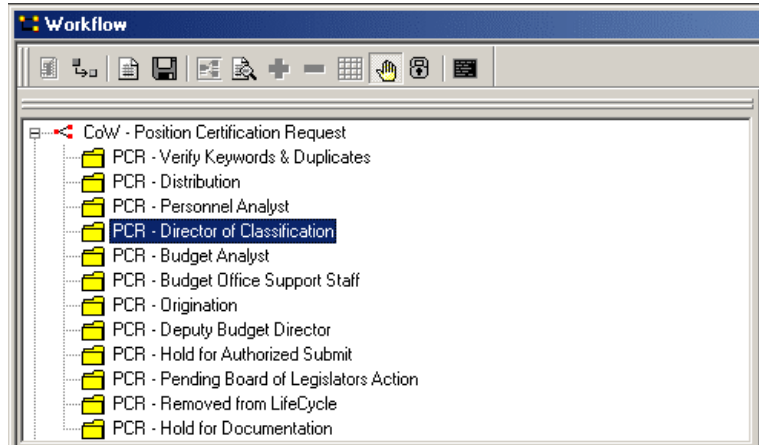 Workflow
CoW - Position Certification Request
PCR - Verify Keywords & Duplicates
PCR - Distribution
PCR - Personnel Analyst
PCR - Director of Classification
PCR - Budget Analyst
PCR - Budget Office Support Staff
PCR - Origination
PCR - Deputy Budget Director
PCR - Hold for Authorized Submit
PCR - Pending Board of Legislators Action
PCR - Removed from LifeCycle
PCR - Hold for Documentation